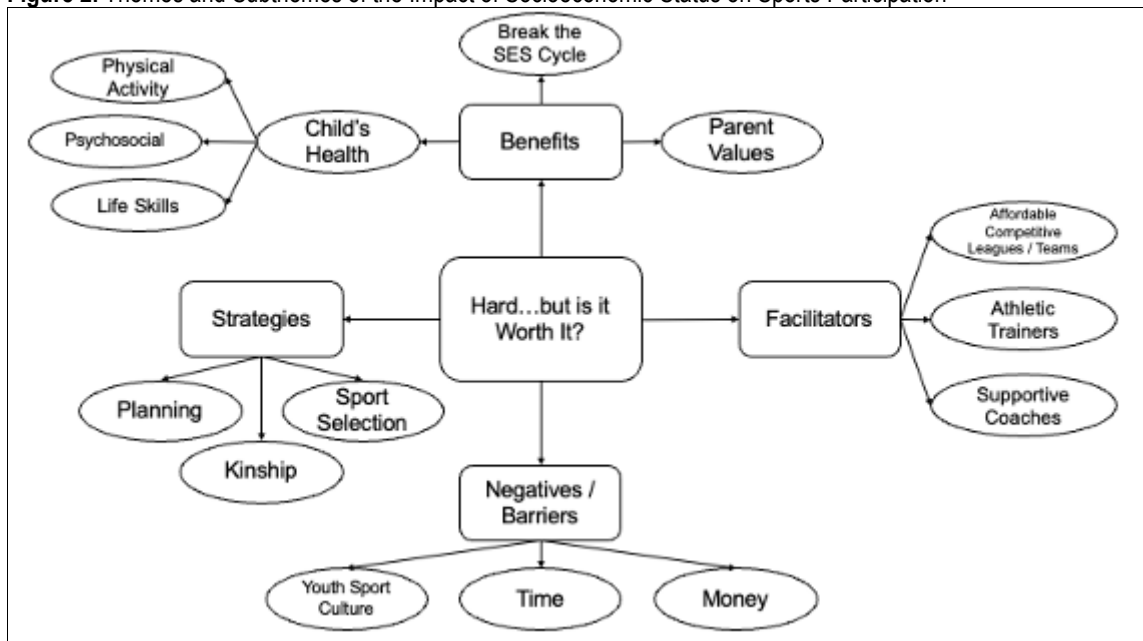 Figure 2. Themes and Subthemes of the Impact of Socioeconomic Status on Sports Participation
Break the
SES Cycle
Physical
Activity
Psychosocial
Life Skills
Child's
Health
Benefits
Parent
Values
Affordable
Competitive
Leagues / Teams
Athletic
Trainers
Supportive
Coaches
Facilitators
Hard...but is it
Worth It?
Strategies
Planning
Kinship
Sport
Selection
Negatives /
Barriers
Youth Sport
Culture
Time
Money